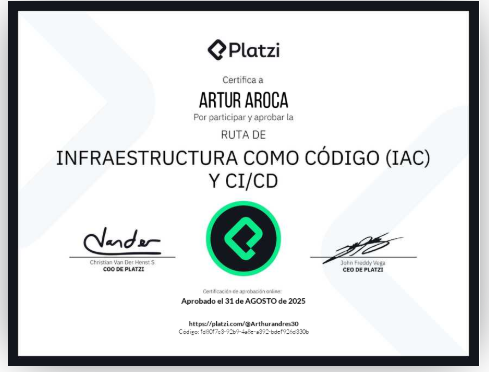 Platzi
Certifica a
ARTUR AROCA
Por participar y aprobar la
RUTA DE
INFRAESTRUCTURA COMO CÓDIGO (IAC)
Y CI/CD
Christian Van Der Henst S.
COO DE PLATZI
John Freddy Vega
CEO DE PLATZI
Certificación de aprobación online:
Aprobado el 31 de AGOSTO de 2025
https://platzi.com/@Arthurandres30
Código: